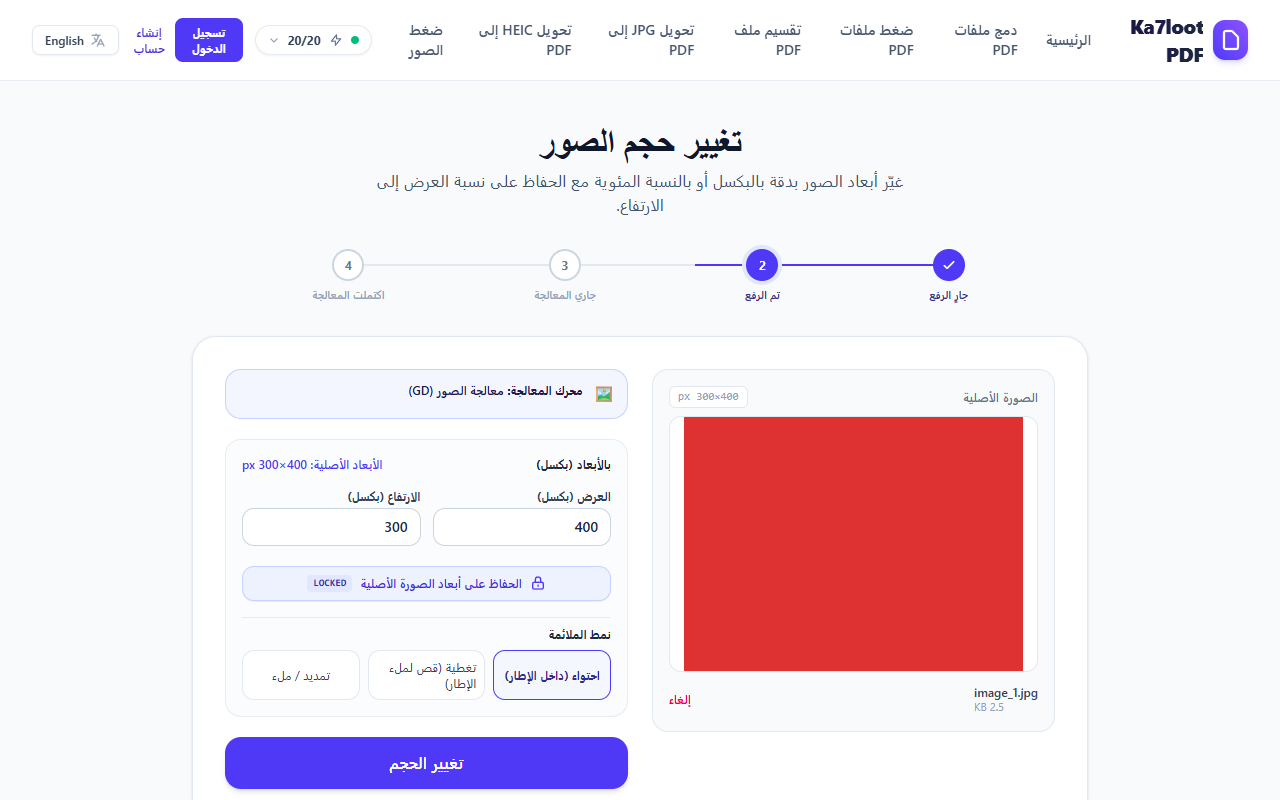 Ka7loot PDF
الرئيسية
دمج ملفات PDF
ضغط ملفات PDF
تقسيم ملف PDF
تحويل JPG إلى PDF
تحويل HEIC إلى PDF
ضغط الصور
20/20
تسجيل الدخول
إنشاء حساب
English
تغيير حجم الصور
غيّر أبعاد الصور بدقة بالبكسل أو بالنسبة المئوية مع الحفاظ على نسبة العرض إلى
الارتفاع.
2
3
4
جارٍ الرفع
تم الرفع
جاري المعالجة
اكتملت المعالجة
الصورة الأصلية
400×300 px
image_1.jpg
2.5 KB
إلغاء
محرك المعالجة: معالجة الصور (GD)
بالأبعاد (بكسل)
الأبعاد الأصلية: 400×300 px
العرض (بكسل)
الارتفاع (بكسل)
400
300
الحفاظ على أبعاد الصورة الأصلية
LOCKED
نمط الملائمة
احتواء (داخل الإطار)
تغطية (قص لملء الإطار)
تمديد / ملء
تغيير الحجم